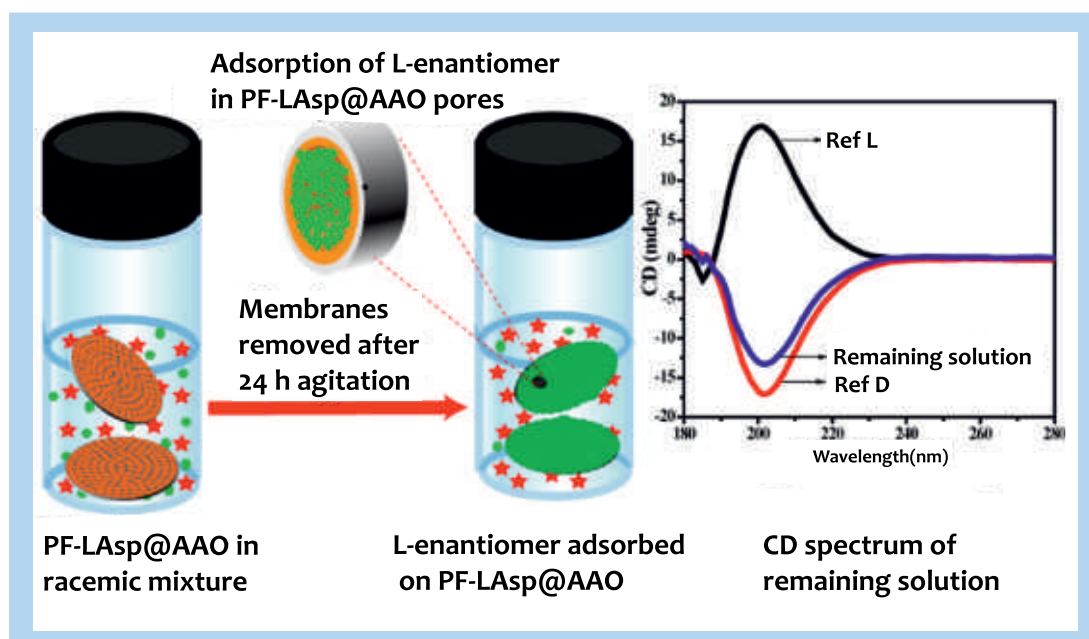 Adsorption of L-enantiomer
in PF-LAsp@AAO pores
Membranes
removed after
24 h agitation
PF-LAsp@AAO in
racemic mixture
L-enantiomer adsorbed
on PF-LAsp@AAO
20
15
10
5
0
-5
-10
-15
-20
CD (mdeg)
Ref L
Remaining solution
Ref D
180 200 220 240 260 280
Wavelength(nm)
CD spectrum of
remaining solution